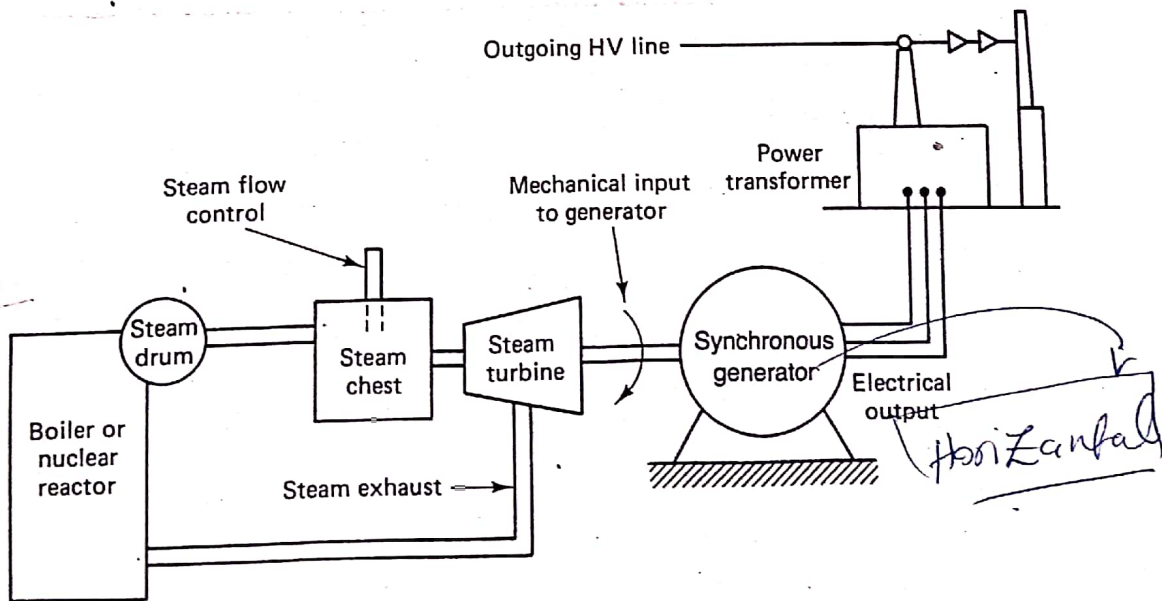 Outgoing HV line
Power
transformer
Steam flow
control
Mechanical input
to generator
Steam
drum
Steam
chest
Steam
turbine
Synchronous
generator
Electrical
output
HoriZantal
Boiler or
nuclear
reactor
Steam exhaust